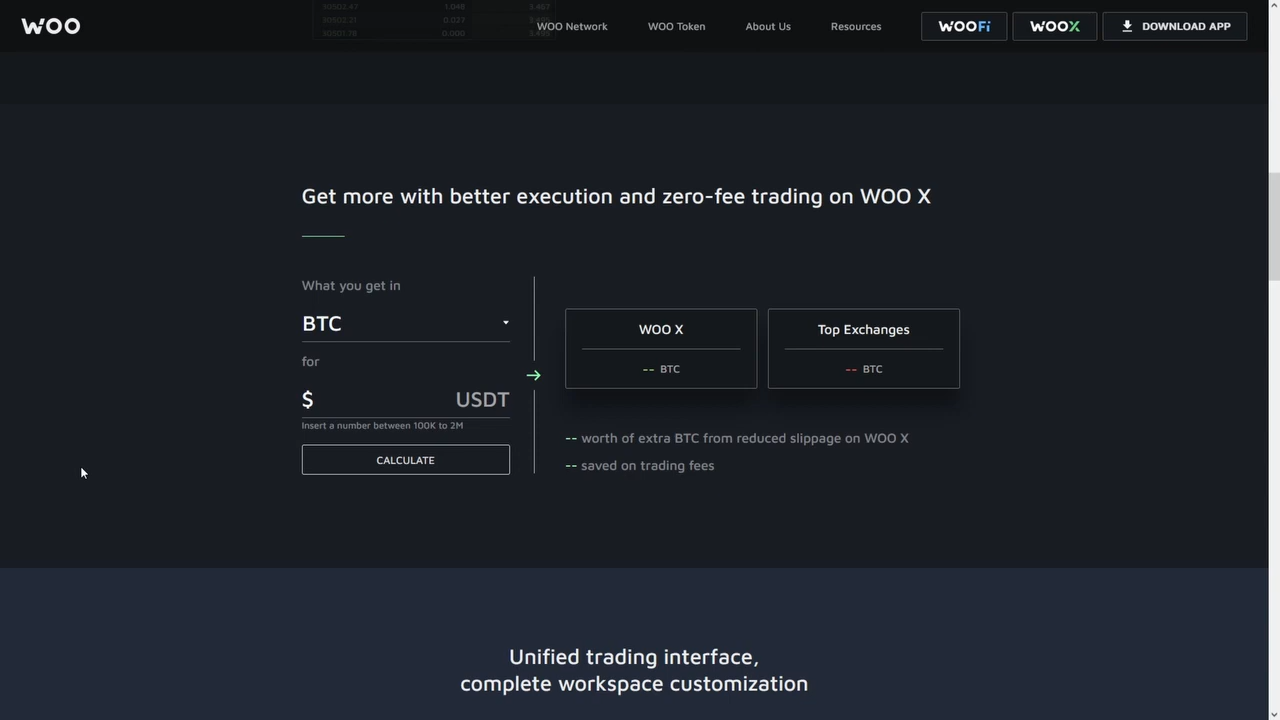 WOO
WOO Network
WOO Token
About Us
Resources
WOOFi
WOOX
DOWNLOAD APP
Get more with better execution and zero-fee trading on WOO X
What you get in
BTC
for
$ USDT
Insert a number between 100K to 2M
CALCULATE
WOO X
-- BTC
Top Exchanges
-- BTC
-- worth of extra BTC from reduced slippage on WOO X
-- saved on trading fees
Unified trading interface,
complete workspace customization